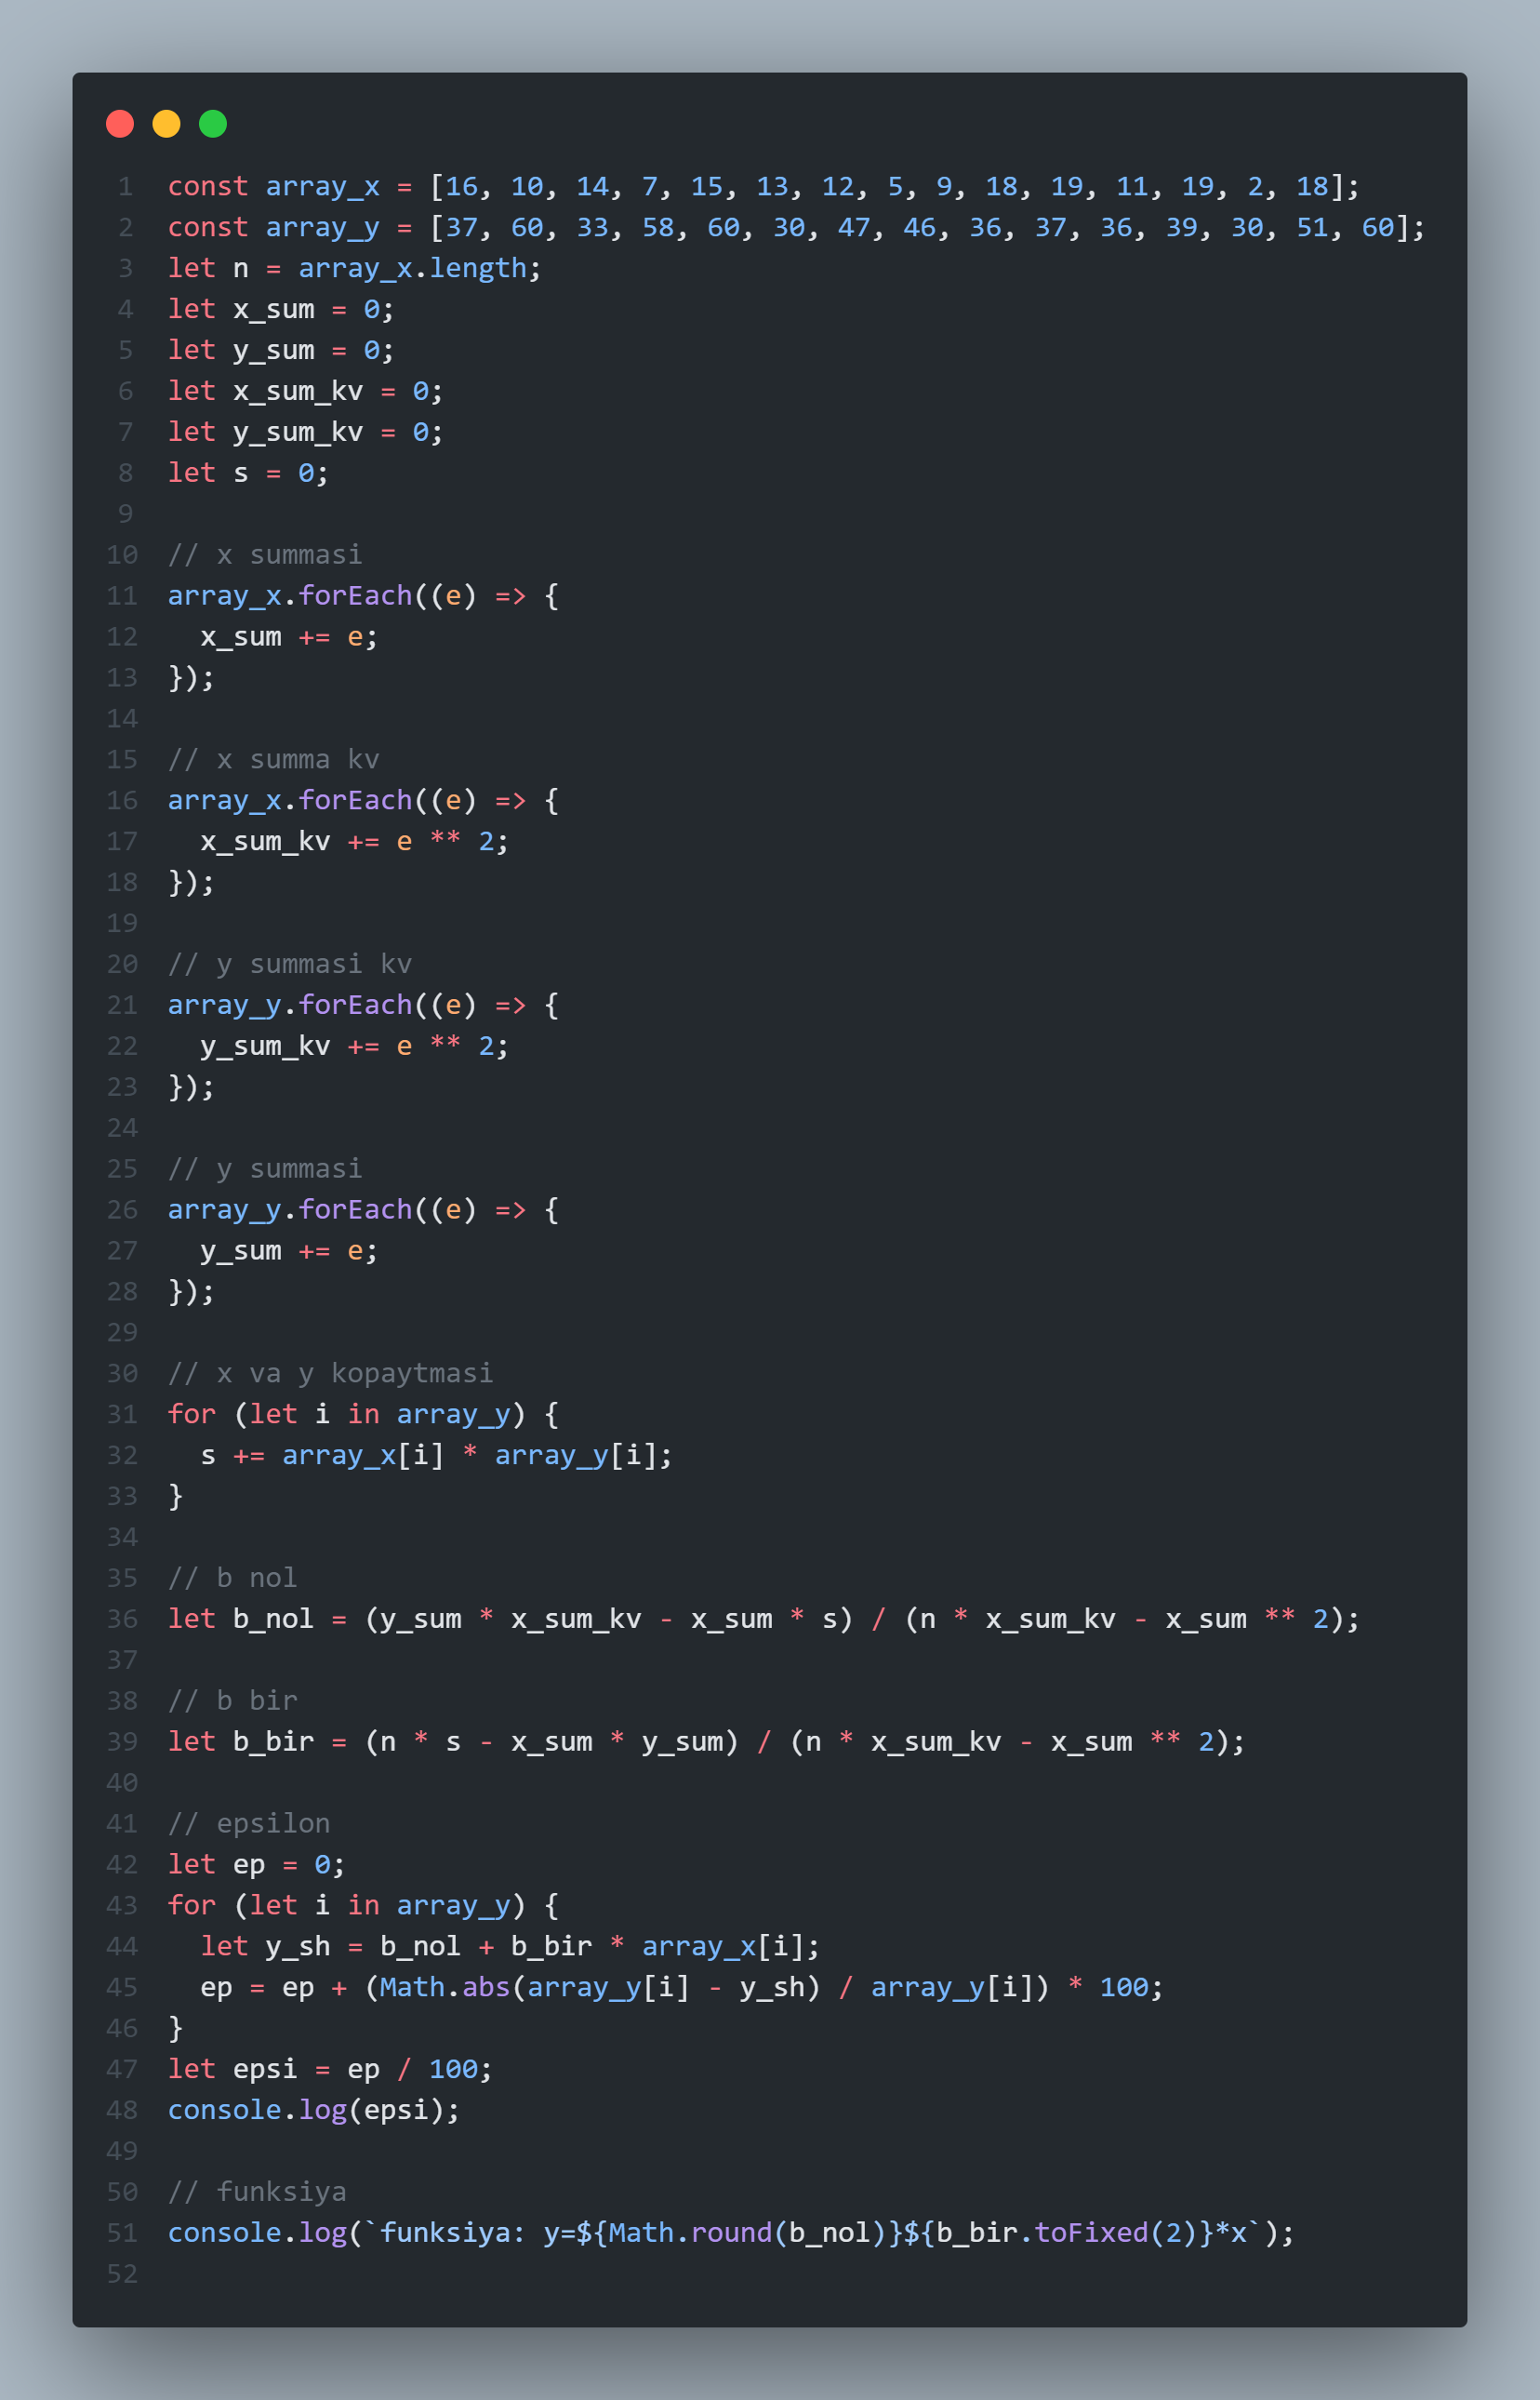 1 const array_x = [16, 10, 14, 7, 15, 13, 12, 5, 9, 18, 19, 11, 19, 2, 18];
2 const array_y = [37, 60, 33, 58, 60, 30, 47, 46, 36, 37, 36, 39, 30, 51, 60];
3 let n = array_x.length;
4 let x_sum = 0;
5 let y_sum = 0;
6 let x_sum_kv = 0;
7 let y_sum_kv = 0;
8 let s = 0;
9
10 // x summasi
11 array_x.forEach((e) => {
12   x_sum += e;
13 });
14
15 // x summa kv
16 array_x.forEach((e) => {
17   x_sum_kv += e ** 2;
18 });
19
20 // y summasi kv
21 array_y.forEach((e) => {
22   y_sum_kv += e ** 2;
23 });
24
25 // y summasi
26 array_y.forEach((e) => {
27   y_sum += e;
28 });
29
30 // x va y kopaytmasi
31 for (let i in array_y) {
32   s += array_x[i] * array_y[i];
33 }
34
35 // b nol
36 let b_nol = (y_sum * x_sum_kv - x_sum * s) / (n * x_sum_kv - x_sum ** 2);
37
38 // b bir
39 let b_bir = (n * s - x_sum * y_sum) / (n * x_sum_kv - x_sum ** 2);
40
41 // epsilon
42 let ep = 0;
43 for (let i in array_y) {
44   let y_sh = b_nol + b_bir * array_x[i];
45   ep = ep + (Math.abs(array_y[i] - y_sh) / array_y[i]) * 100;
46 }
47 let epsi = ep / 100;
48 console.log(epsi);
49
50 // funksiya
51 console.log(`funksiya: y=${Math.round(b_nol)}${b_bir.toFixed(2)}*x`);
52